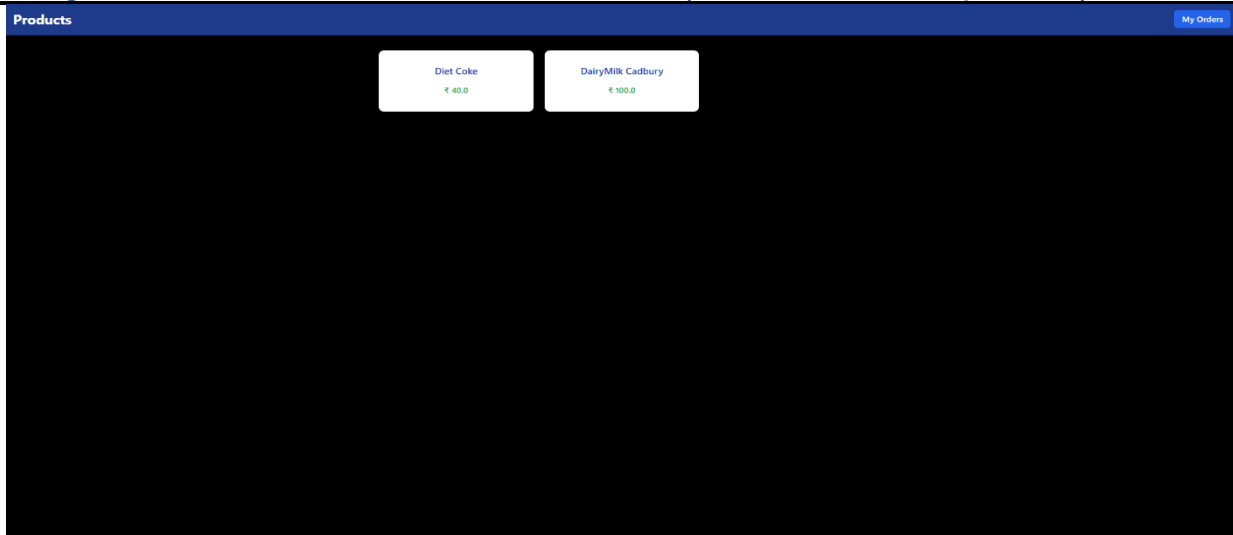 Products
My Orders
Diet Coke
DairyMilk Cadbury
₹ 40.0
₹ 100.0